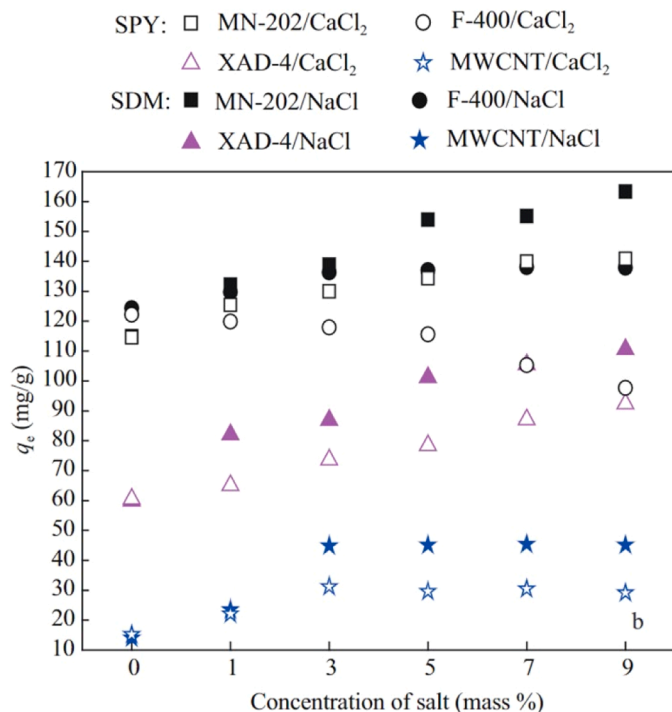 SPY: MN-202/CaCl₂ F-400/CaCl₂
XAD-4/CaCl₂ MWCNT/CaCl₂
SDM: MN-202/NaCl F-400/NaCl
XAD-4/NaCl MWCNT/NaCl
170
160
150
140
130
120
110
100
90
80
70
60
50
40
30
20
10
qₑ (mg/g)
b
0 1 3 5 7 9
Concentration of salt (mass %)